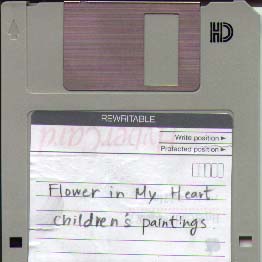 HD
REWRITABLE
Write position ▶
Protected position ▶
Flower in My Heart
children's paintings